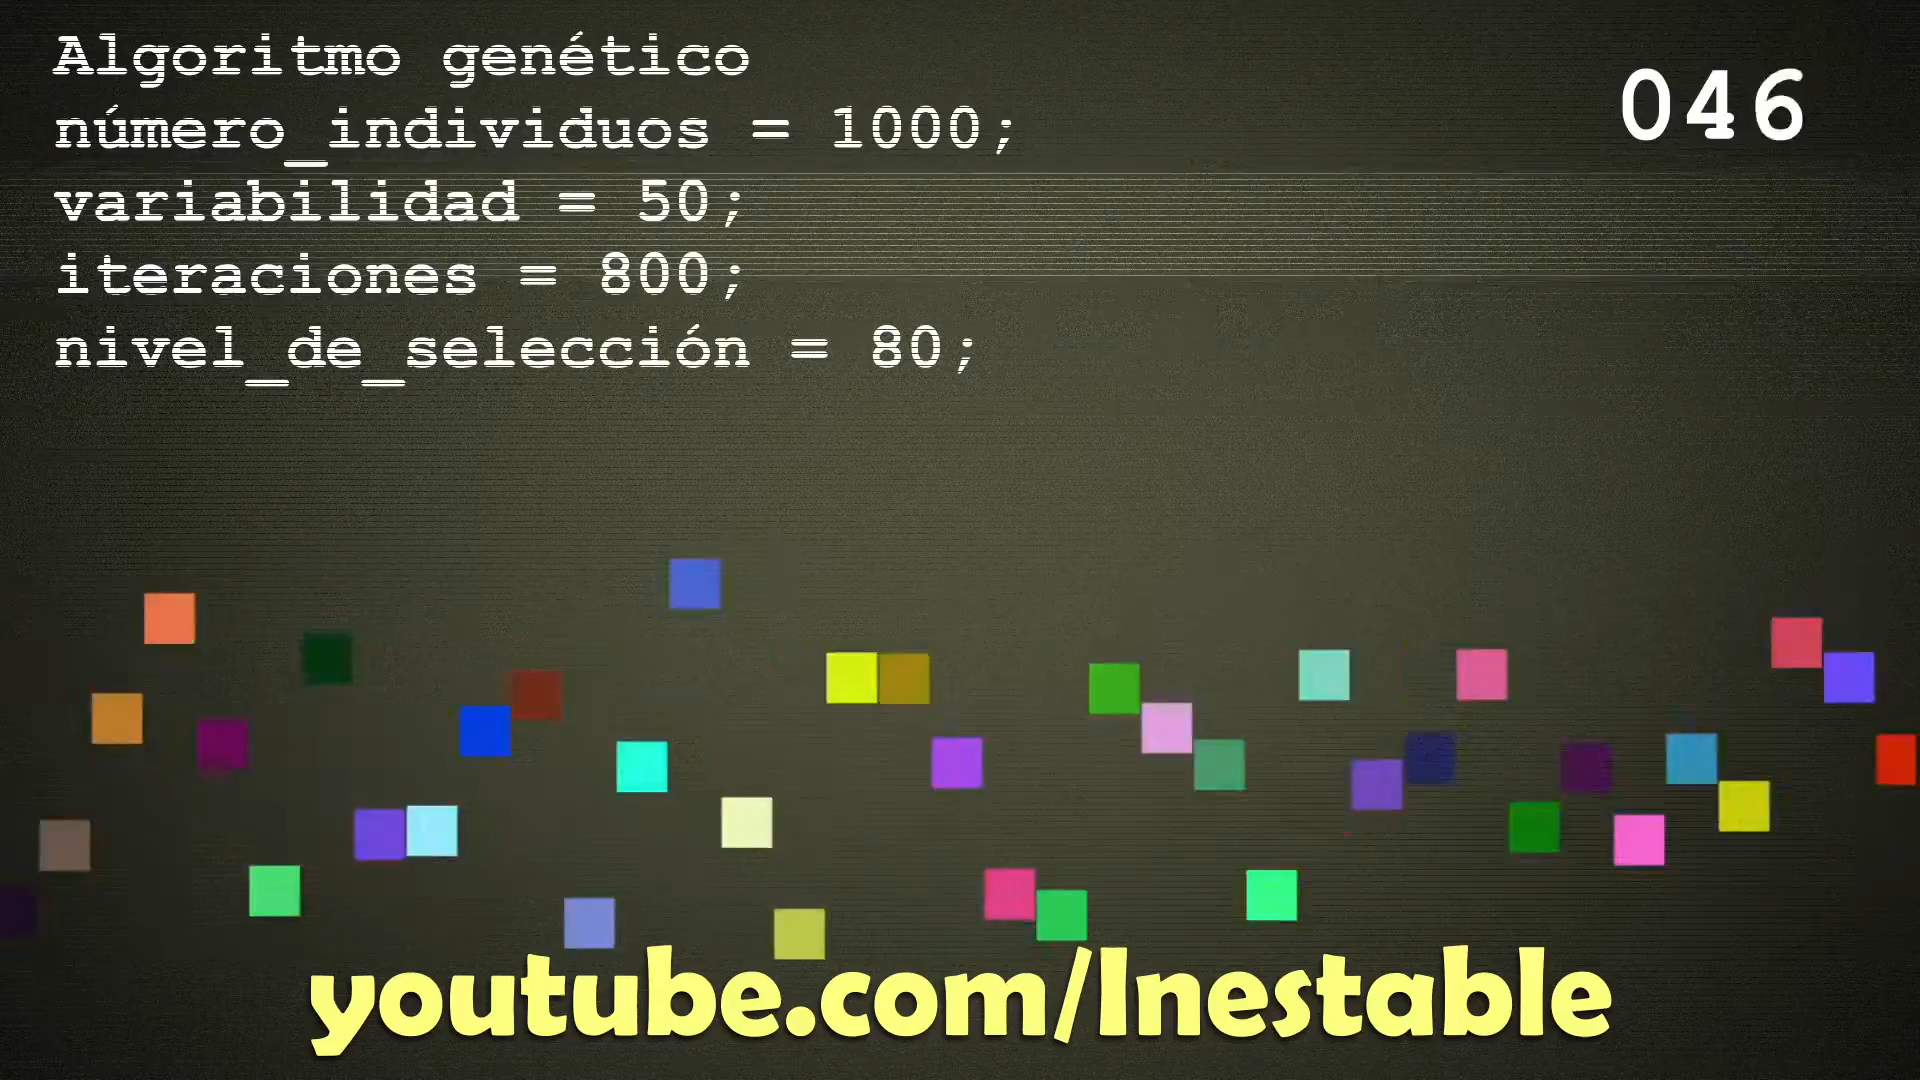 Algoritmo genético
046
número_individuos = 1000;
variabilidad = 50;
iteraciones = 800;
nivel_de_selección = 80;
youtube.com/Inestable